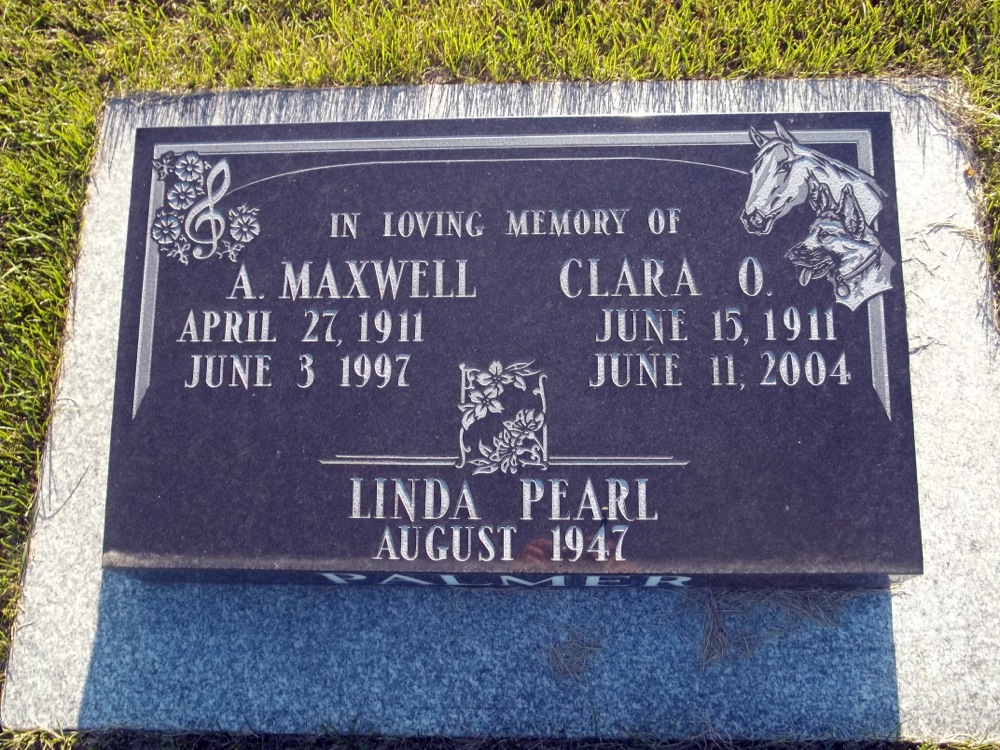 IN LOVING MEMORY OF
A. MAXWELL CLARA O.
APRIL 27, 1911 JUNE 15, 1911
JUNE 3 1997 JUNE 11, 2004
LINDA PEARL
AUGUST 1947
PALMER